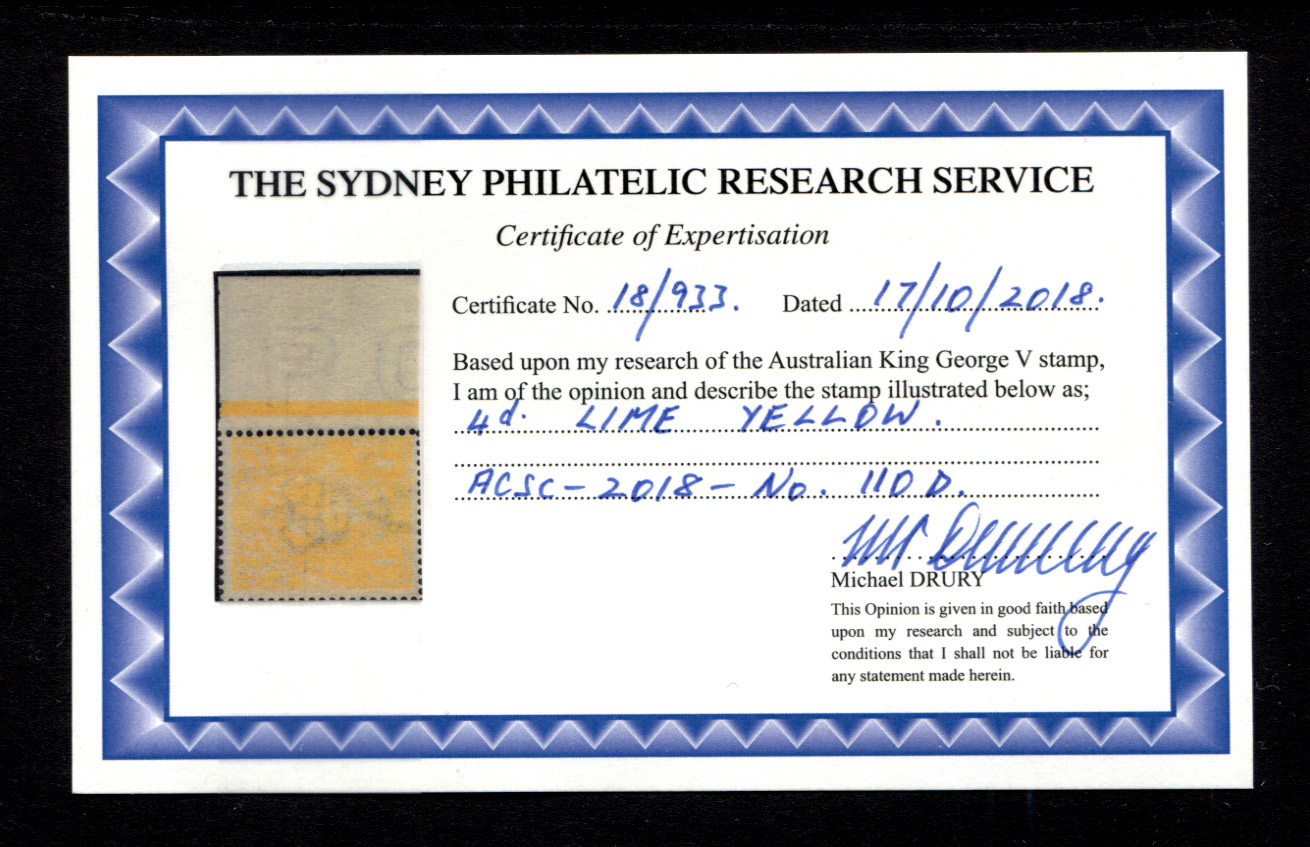 THE SYDNEY PHILATELIC RESEARCH SERVICE
Certificate of Expertisation
Certificate No. 18/933. Dated 17/10/2018.
Based upon my research of the Australian King George V stamp,
I am of the opinion and describe the stamp illustrated below as;
4d. LIME YELLOW.
ACSC-2018-No. 110D.
Michael DRURY
This Opinion is given in good faith based
upon my research and subject to the
conditions that I shall not be liable for
any statement made herein.